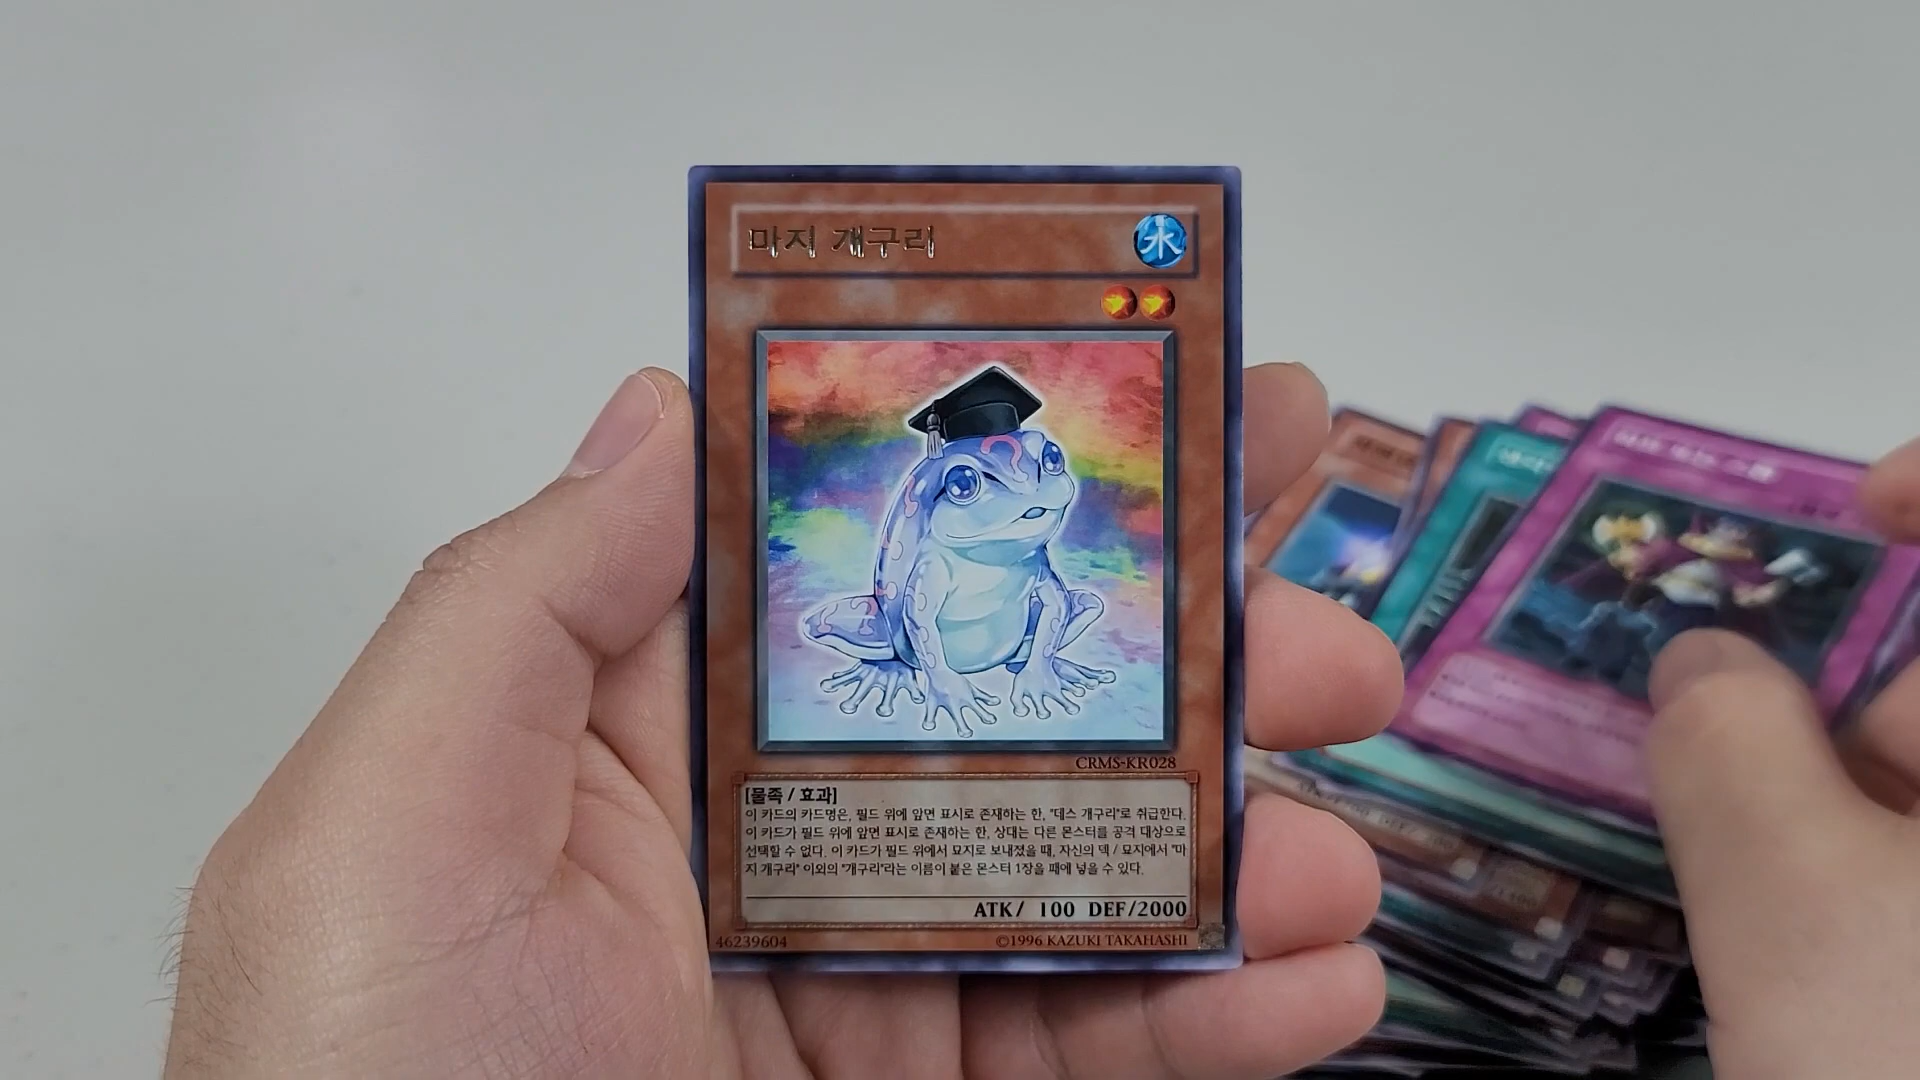 마지 개구리
水
CRMS-KR028
[물족 / 효과]
이 카드의 카드명은, 필드 위에 앞면 표시로 존재하는 한, "데스 개구리"로 취급한다.
이 카드가 필드 위에 앞면 표시로 존재하는 한, 상대는 다른 몬스터를 공격 대상으로
선택할 수 없다. 이 카드가 필드 위에서 묘지로 보내졌을 때, 자신의 덱 / 묘지에서 "마
지 개구리" 이외의 "개구리"라는 이름이 붙은 몬스터 1장을 패에 넣을 수 있다.
ATK/ 100 DEF/2000
46239604
©1996 KAZUKI TAKAHASHI